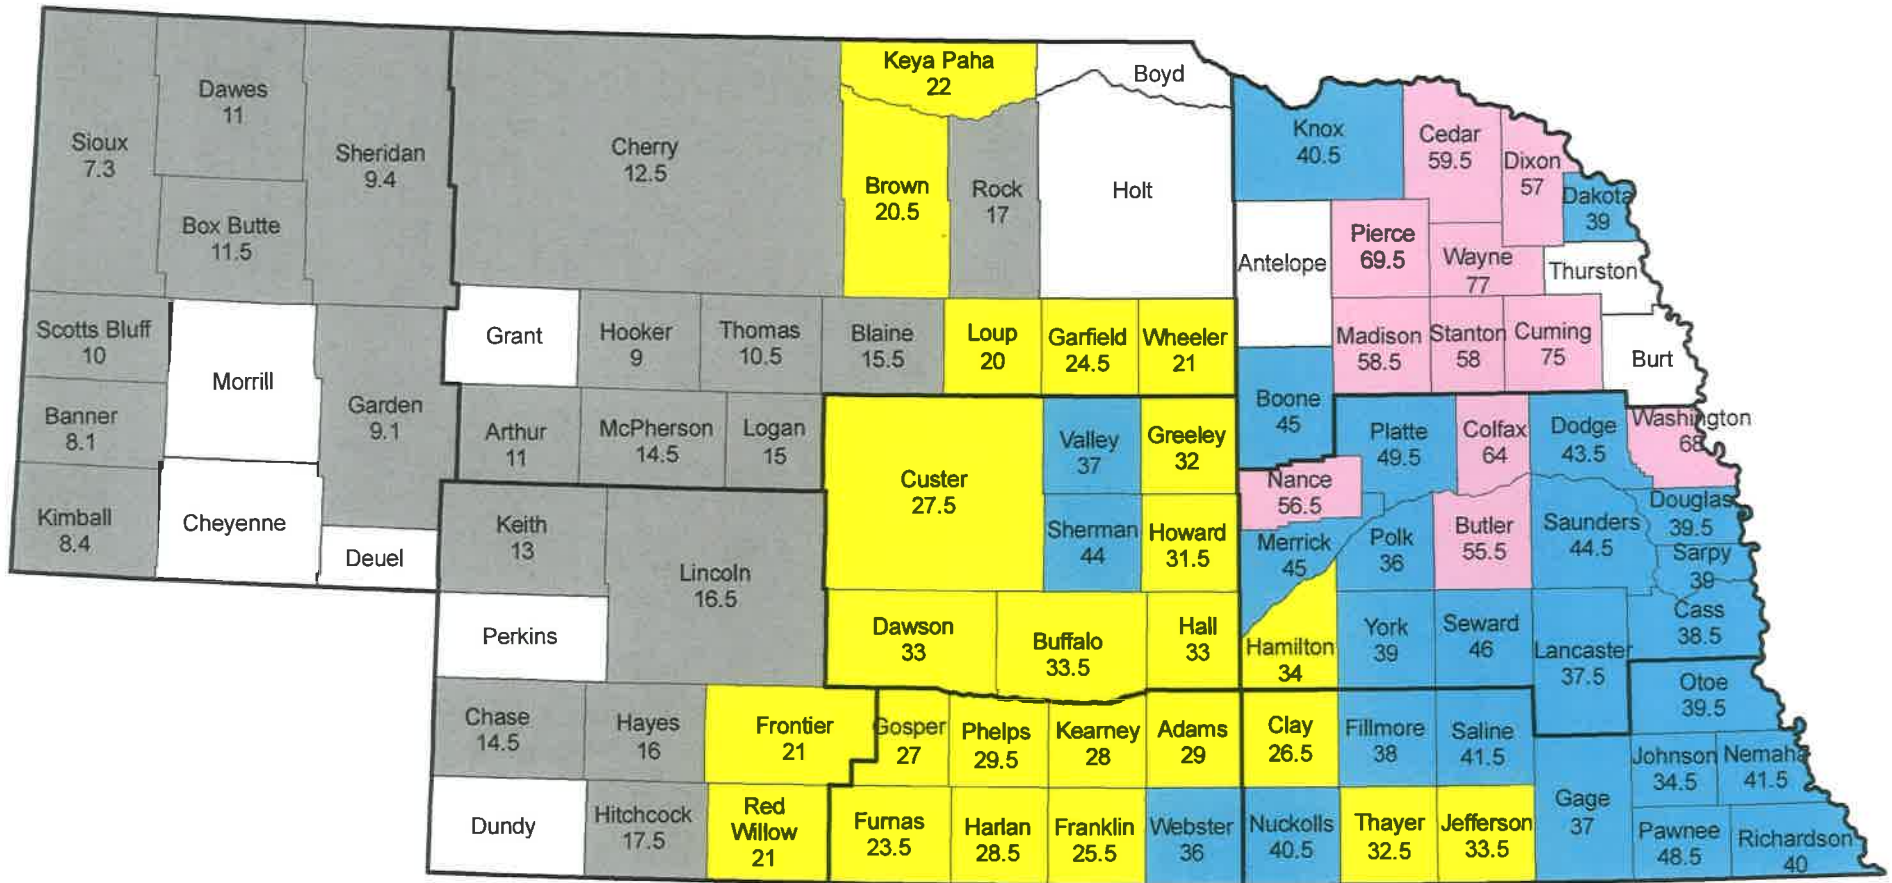 Sioux
7.3
Dawes
11
Sheridan
9.4
Box Butte
11.5
Cherry
12.5
Keya Paha
22
Brown
20.5
Rock
17
Boyd
Holt
Knox
40.5
Cedar
59.5
Dixon
57
Dakota
39
Antelope
Pierce
69.5
Wayne
77
Thurston
Scotts Bluff
10
Morrill
Garden
9.1
Banner
8.1
Kimball
8.4
Cheyenne
Deuel
Grant
Hooker
9
Thomas
10.5
Blaine
15.5
Loup
20
Garfield
24.5
Wheeler
21
Madison
58.5
Stanton
58
Cuming
75
Burt
Arthur
11
McPherson
14.5
Logan
15
Custer
27.5
Valley
37
Greeley
32
Boone
45
Platte
49.5
Colfax
64
Dodge
43.5
Washington
68
Nance
56.5
Keith
13
Lincoln
16.5
Sherman
44
Howard
31.5
Merrick
45
Polk
36
Butler
55.5
Saunders
44.5
Douglas
39.5
Sarpy
39
Perkins
Dawson
33
Buffalo
33.5
Hall
33
Hamilton
34
York
39
Seward
46
Lancaster
37.5
Cass
38.5
Otoe
39.5
Chase
14.5
Hayes
16
Frontier
21
Gosper
27
Phelps
29.5
Kearney
28
Adams
29
Clay
26.5
Fillmore
38
Saline
41.5
Johnson
34.5
Nemaha
41.5
Dundy
Hitchcock
17.5
Red
Willow
21
Furnas
23.5
Harlan
28.5
Franklin
25.5
Webster
36
Nuckolls
40.5
Thayer
32.5
Jefferson
33.5
Gage
37
Pawnee
48.5
Richardson
40